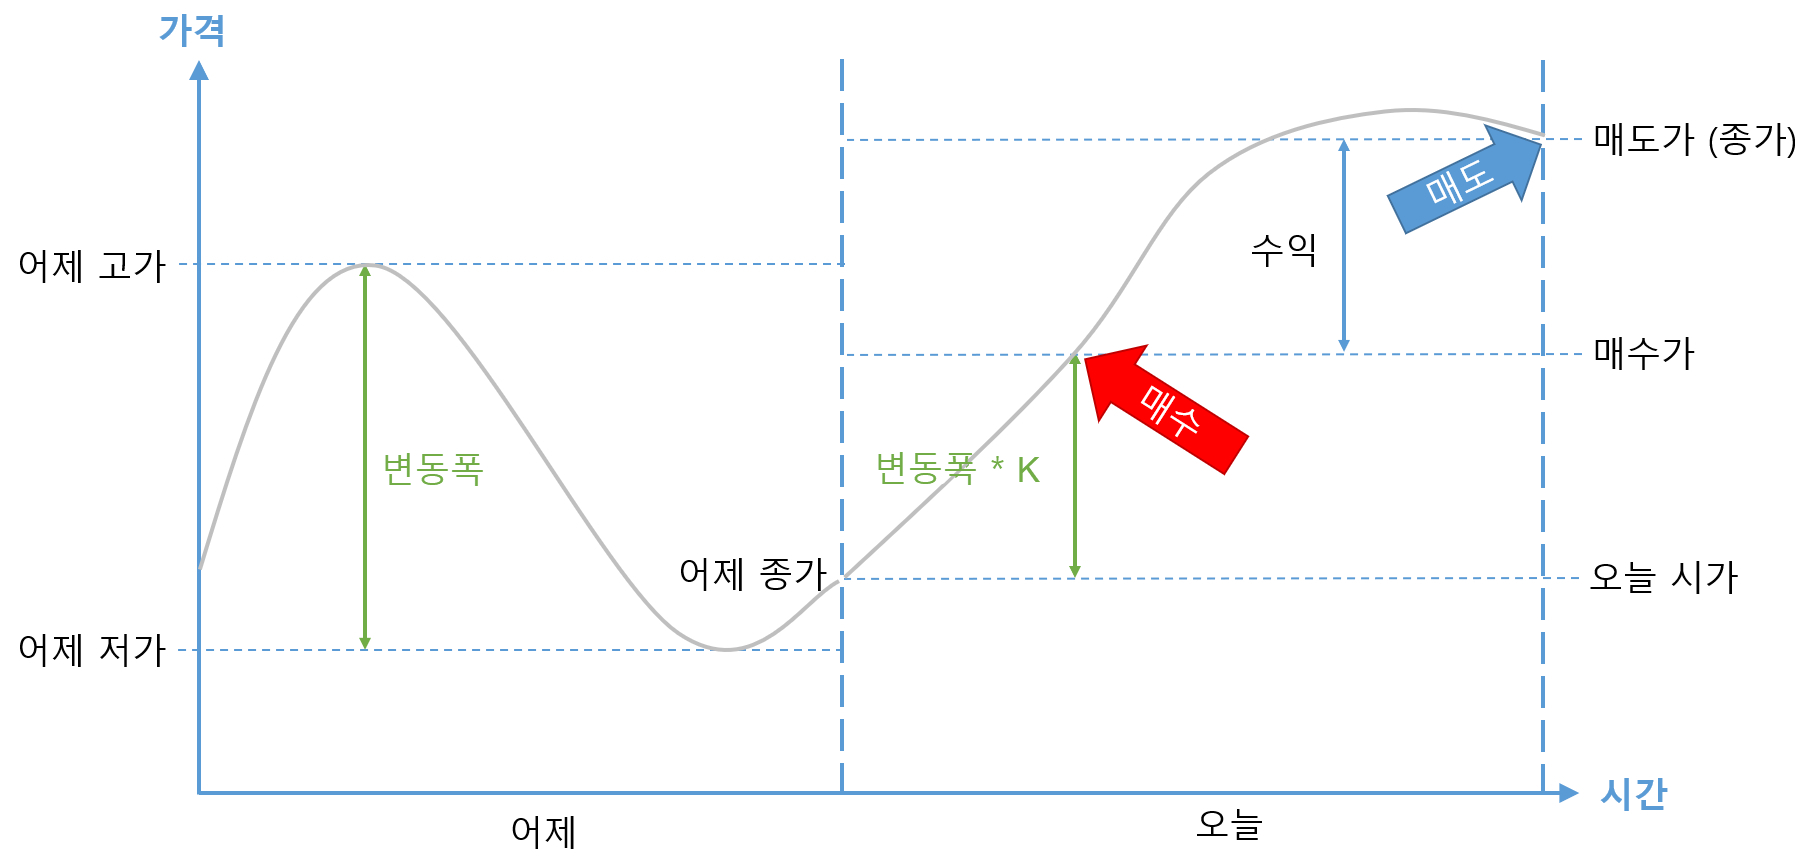 가격
매도가 (종가)
매도
수익
어제 고가
매수가
매수
변동폭
변동폭 * K
어제 종가
오늘 시가
어제 저가
시간
어제
오늘